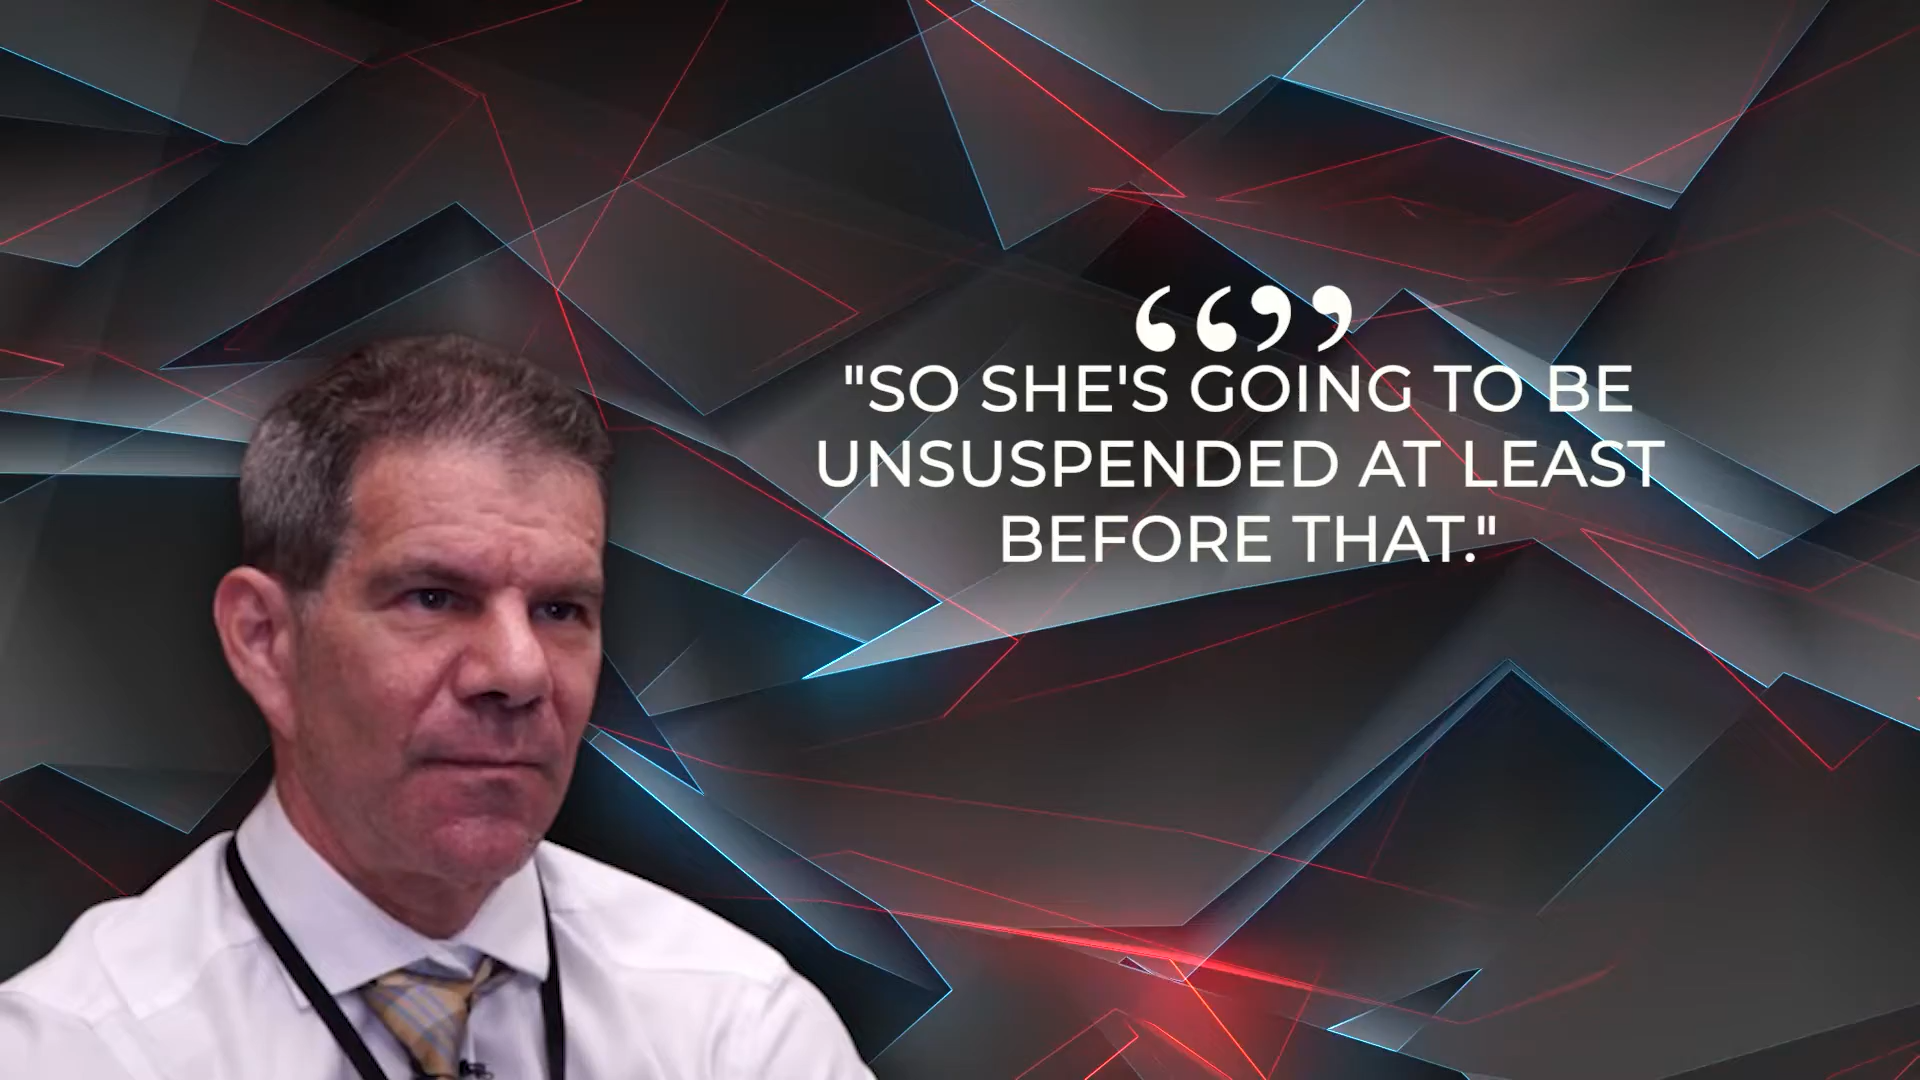 “”
"SO SHE'S GOING TO BE
UNSUSPENDED AT LEAST
BEFORE THAT."